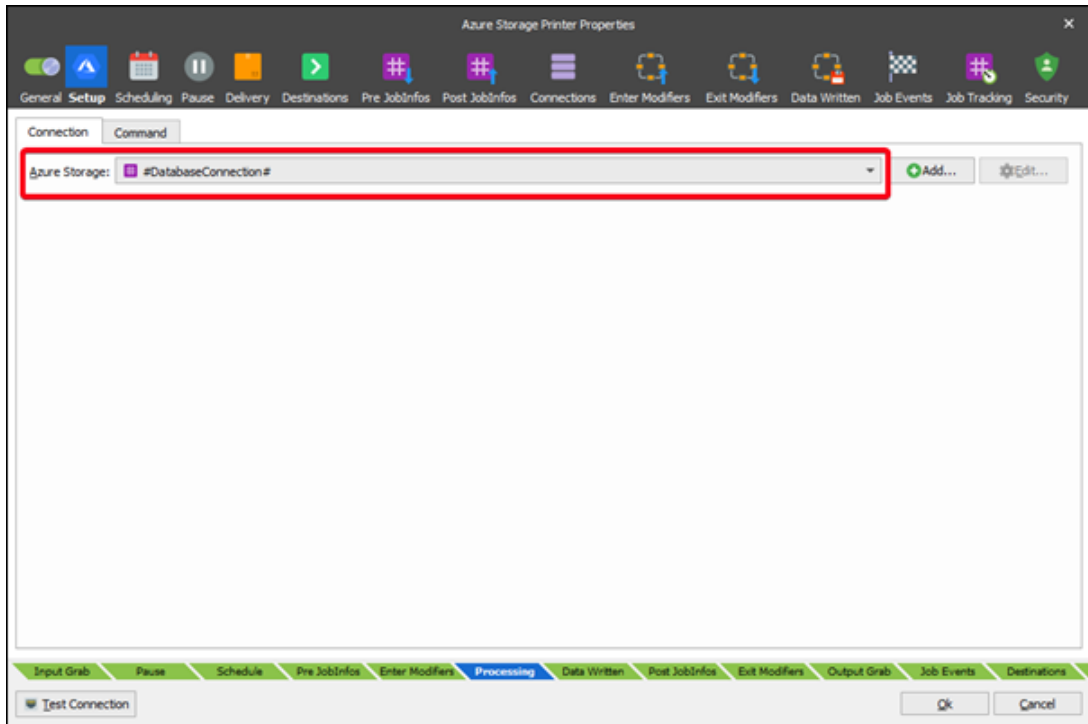 Azure Storage Printer Properties
General Setup Scheduling Pause Delivery Destinations Pre JobInfos Post JobInfos Connections Enter Modifiers Exit Modifiers Data Written Job Events Job Tracking Security
Connection Command
Azure Storage: #DatabaseConnection# Add... Edit...
Input Grab Pause Schedule Pre JobInfos Enter Modifiers Processing Data Written Post JobInfos Exit Modifiers Output Grab Job Events Destinations
Test Connection Ok Cancel